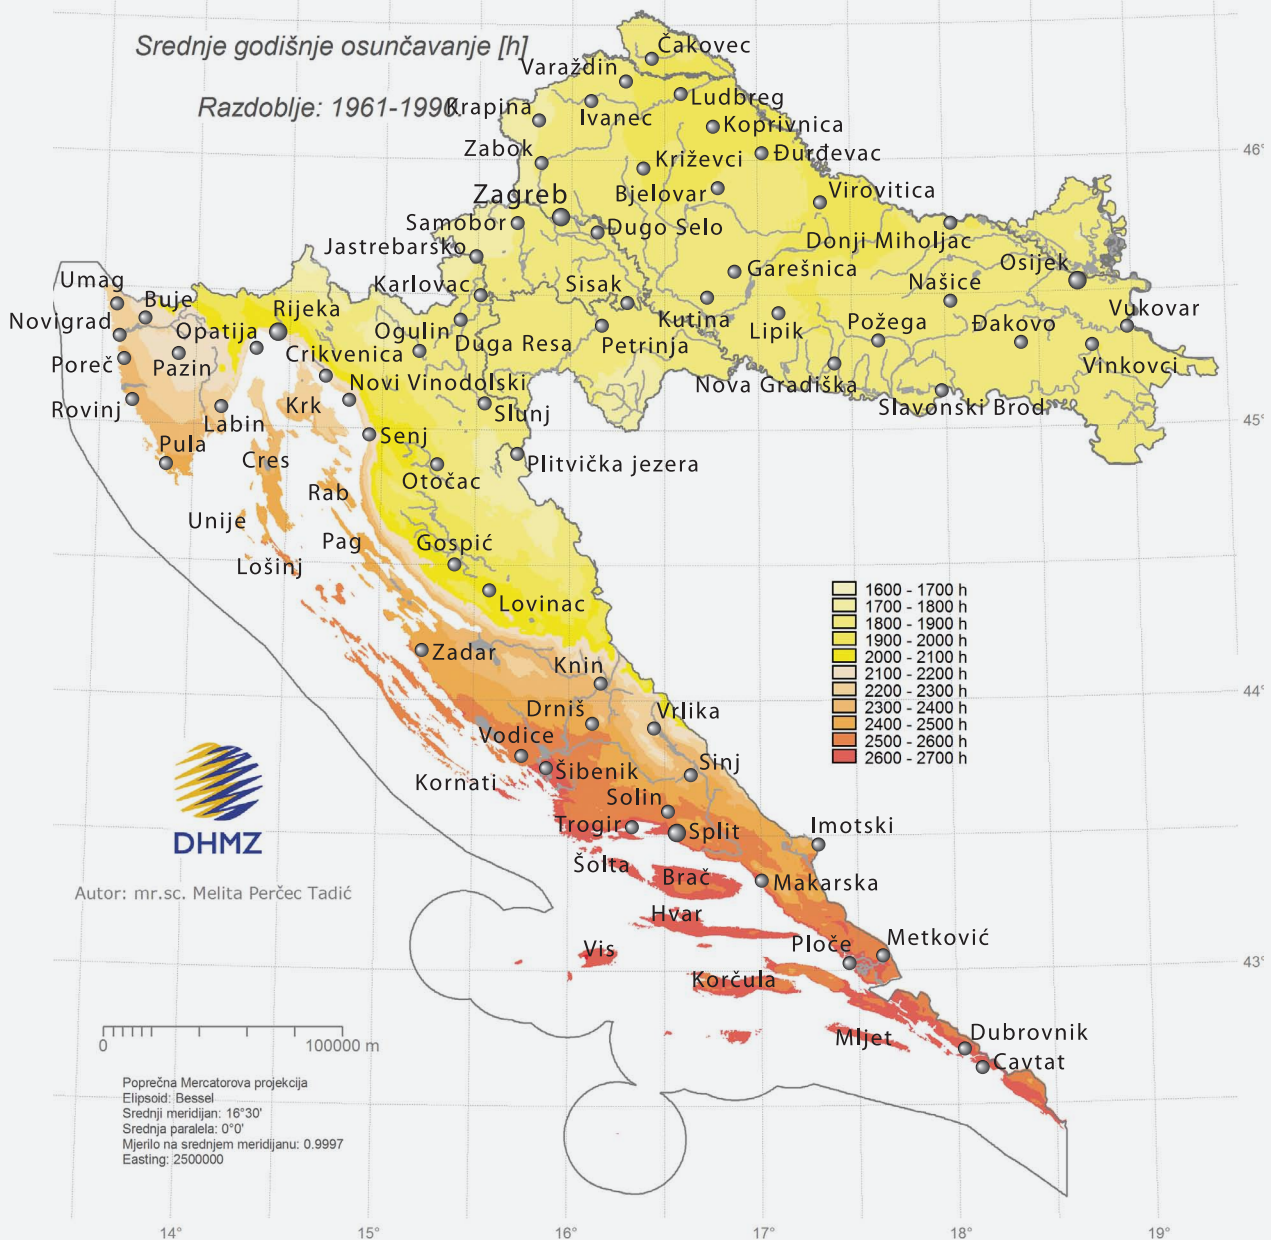 Srednje godišnje osunčavanje [h]
Razdoblje: 1961-1990.
Čakovec
Varaždin
Ludbreg
Krapina
Ivanec
Koprivnica
Zabok
Križevci
Đurđevac
Zagreb
Bjelovar
Virovitica
Samobor
Dugo Selo
Donji Miholjac
Jastrebarsko
Garešnica
Osijek
Umag
Karlovac
Sisak
Našice
Buje
Rijeka
Vukovar
Novigrad
Opatija
Ogulin
Duga Resa
Petrinja
Kutina
Lipik
Požega
Đakovo
Poreč
Pazin
Crikvenica
Vinkovci
Novi Vinodolski
Nova Gradiška
Slavonski Brod
Rovinj
Labin
Krk
Slunj
Pula
Senj
Cres
Otočac
Plitvička jezera
Rab
Unije
Pag
Gospić
Lošinj
Lovinac
Zadar
Knin
Drniš
Vrlika
Vodice
Sinj
Kornati
Šibenik
Solin
Trogir
Split
Imotski
Šolta
Brač
Makarska
Hvar
Vis
Ploče
Metković
Korčula
Mljet
Dubrovnik
Cavtat
1600 - 1700 h
1700 - 1800 h
1800 - 1900 h
1900 - 2000 h
2000 - 2100 h
2100 - 2200 h
2200 - 2300 h
2300 - 2400 h
2400 - 2500 h
2500 - 2600 h
2600 - 2700 h
46°
45°
44°
43°
DHMZ
Autor: mr.sc. Melita Perčec Tadić
0 100000 m
Poprečna Mercatorova projekcija
Elipsoid: Bessel
Srednji meridijan: 16°30'
Srednja paralela: 0°0'
Mjerilo na srednjem meridijanu: 0.9997
Easting: 2500000
14° 15° 16° 17° 18° 19°